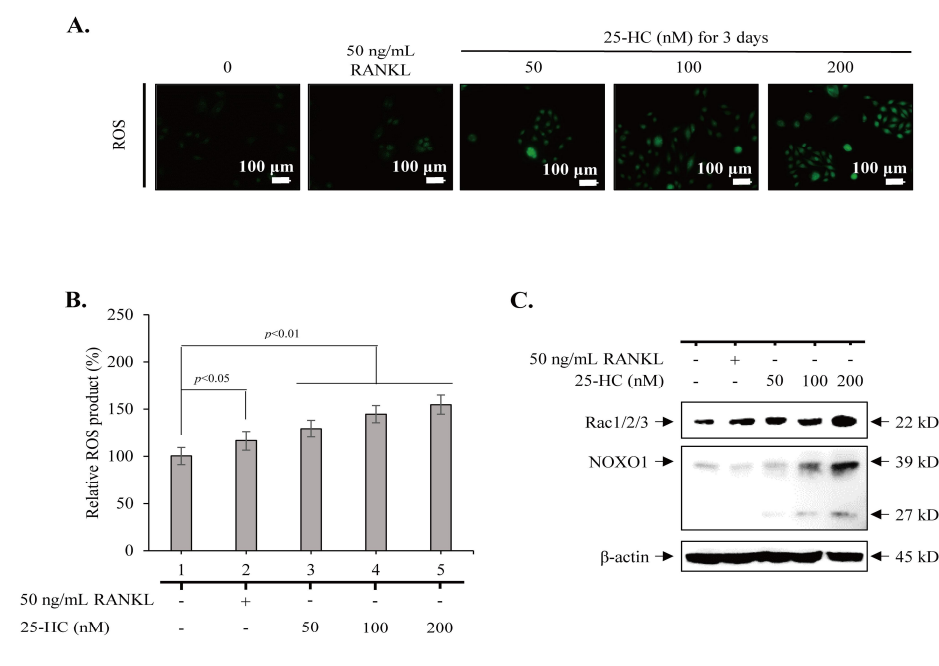 A.
25-HC (nM) for 3 days
50 ng/mL
RANKL
0 50 100 200
ROS
100 µm 100 µm 100 µm 100 µm 100 µm
B.
Relative ROS product (%)
250
200
150
100
50
0
p<0.01
p<0.05
1 2 3 4 5
50 ng/mL RANKL - + - - -
25-HC (nM) - - 50 100 200
C.
50 ng/mL RANKL - + - - -
25-HC (nM) - - 50 100 200
Rac1/2/3 22 kD
NOXO1 39 kD
27 kD
β-actin 45 kD